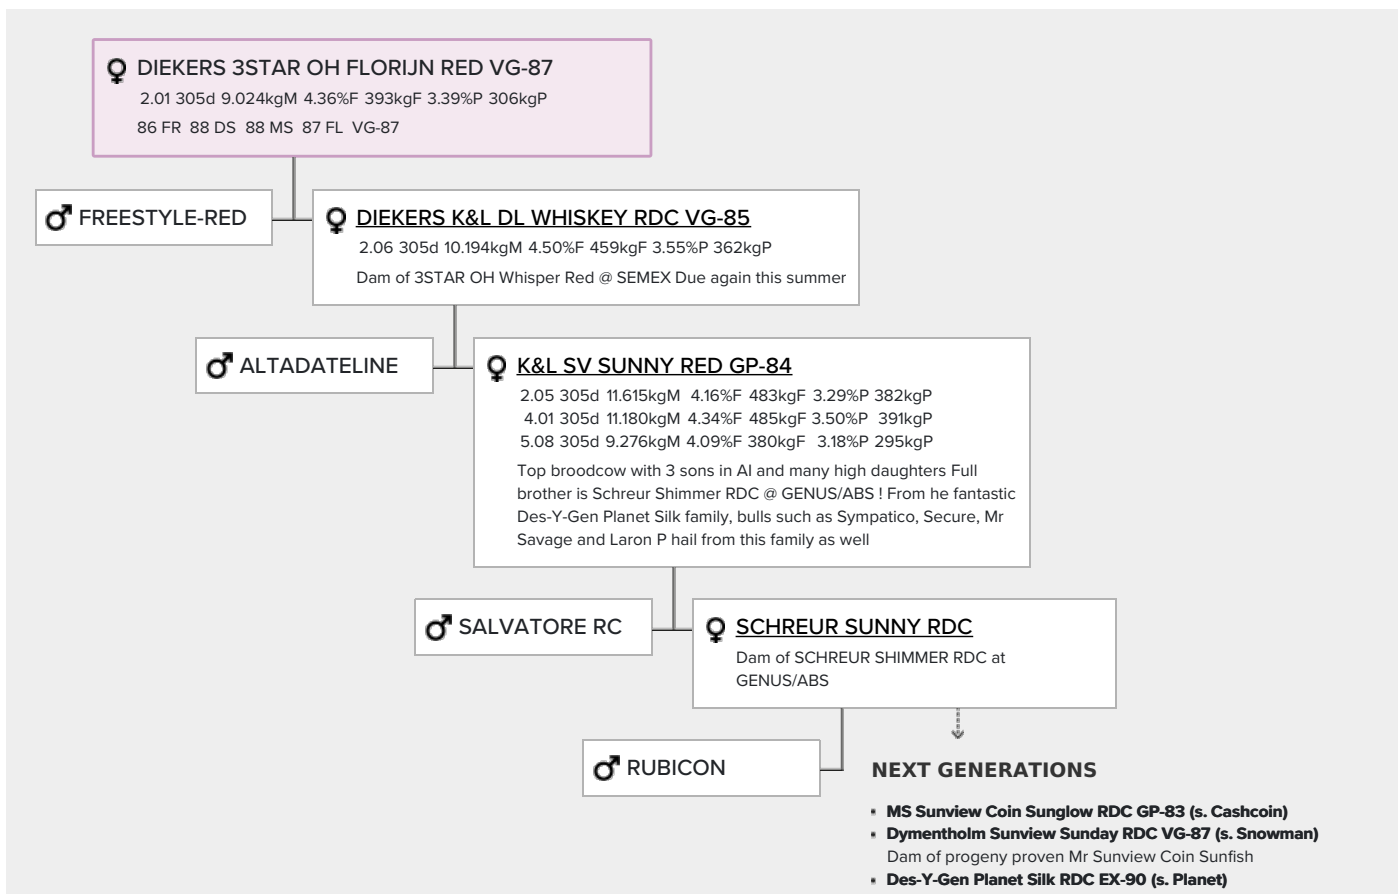 DIEKERS 3STAR OH FLORIJN RED VG-87
2.01 305d 9.024kgM 4.36%F 393kgF 3.39%P 306kgP
86 FR 88 DS 88 MS 87 FL VG-87
FREESTYLE-RED
DIEKERS K&L DL WHISKEY RDC VG-85
2.06 305d 10.194kgM 4.50%F 459kgF 3.55%P 362kgP
Dam of 3STAR OH Whisper Red @ SEMEX Due again this summer
ALTADATELINE
K&L SV SUNNY RED GP-84
2.05 305d 11.615kgM 4.16%F 483kgF 3.29%P 382kgP
4.01 305d 11.180kgM 4.34%F 485kgF 3.50%P 391kgP
5.08 305d 9.276kgM 4.09%F 380kgF 3.18%P 295kgP
Top broodcow with 3 sons in AI and many high daughters Full
brother is Schreur Shimmer RDC @ GENUS/ABS ! From he fantastic
Des-Y-Gen Planet Silk family, bulls such as Sympatico, Secure, Mr
Savage and Laron P hail from this family as well
SALVATORE RC
SCHREUR SUNNY RDC
Dam of SCHREUR SHIMMER RDC at
GENUS/ABS
RUBICON
NEXT GENERATIONS
▪ MS Sunview Coin Sunglow RDC GP-83 (s. Cashcoin)
▪ Dymentholm Sunview Sunday RDC VG-87 (s. Snowman)
Dam of progeny proven Mr Sunview Coin Sunfish
▪ Des-Y-Gen Planet Silk RDC EX-90 (s. Planet)